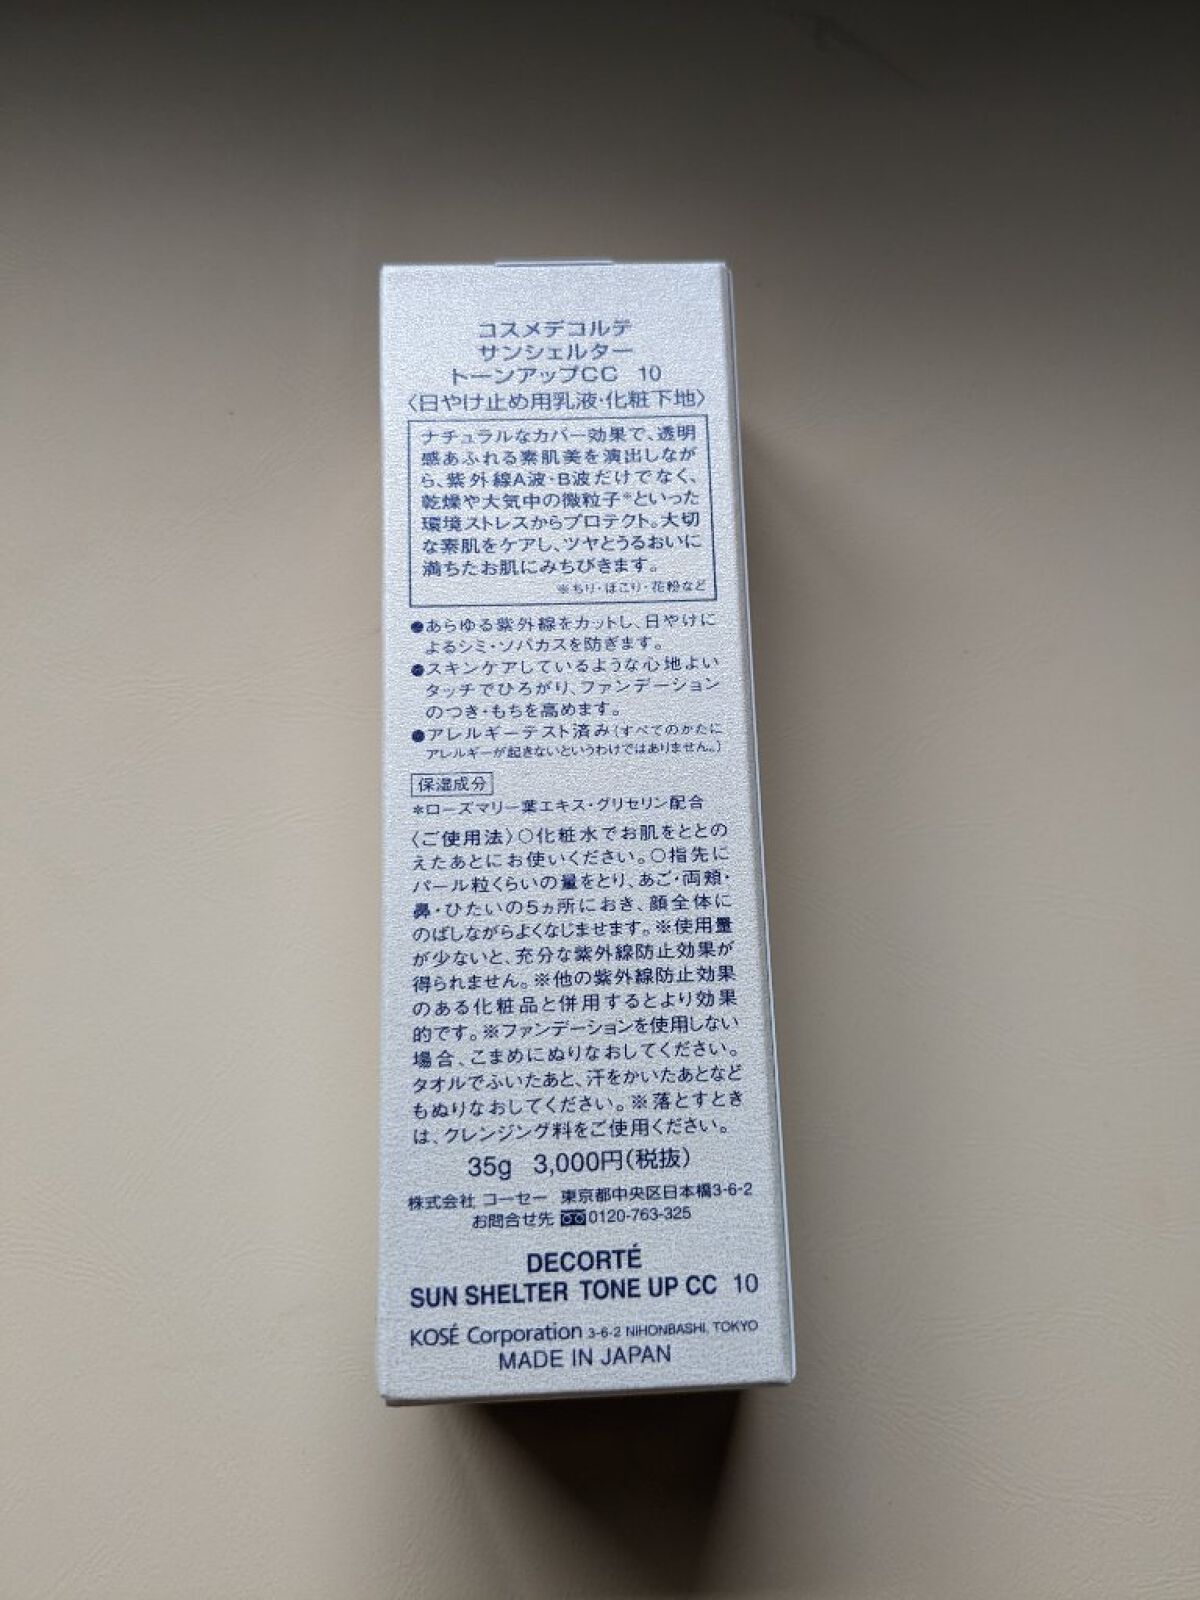 コスメデコルテ
サンシェルター
トーンアップCC 10
〈日やけ止め用乳液・化粧下地〉
ナチュラルなカバー効果で、透明
感あふれる素肌美を演出しなが
ら、紫外線A波・B波だけでなく、
乾燥や大気中の微粒子※といった
環境ストレスからプロテクト。大切
な素肌をケアし、ツヤとうるおいに
満ちたお肌にみちびきます。
※ちり・ほこり・花粉など
●あらゆる紫外線をカットし、日やけに
よるシミ・ソバカスを防ぎます。
●スキンケアしているような心地よい
タッチでひろがり、ファンデーション
のつき・もちを高めます。
●アレルギーテスト済み(すべてのかたに
アレルギーが起きないというわけではありません。)
保湿成分
*ローズマリー葉エキス・グリセリン配合
〈ご使用法〉○化粧水でお肌をととの
えたあとにお使いください。○指先に
パール粒くらいの量をとり、あご・両頬・
鼻・ひたいの5ヵ所におき、顔全体に
のばしながらよくなじませます。※使用量
が少ないと、充分な紫外線防止効果が
得られません。※他の紫外線防止効果
のある化粧品と併用するとより効果
的です。※ファンデーションを使用しない
場合、こまめにぬりなおしてください。
タオルでふいたあと、汗をかいたあとなど
もぬりなおしてください。※落とすとき
は、クレンジング料をご使用ください。
35g 3,000円(税抜)
株式会社 コーセー 東京都中央区日本橋3-6-2
お問合せ先 0120-763-325
DECORTÉ
SUN SHELTER TONE UP CC 10
KOSÉ Corporation 3-6-2 NIHONBASHI, TOKYO
MADE IN JAPAN